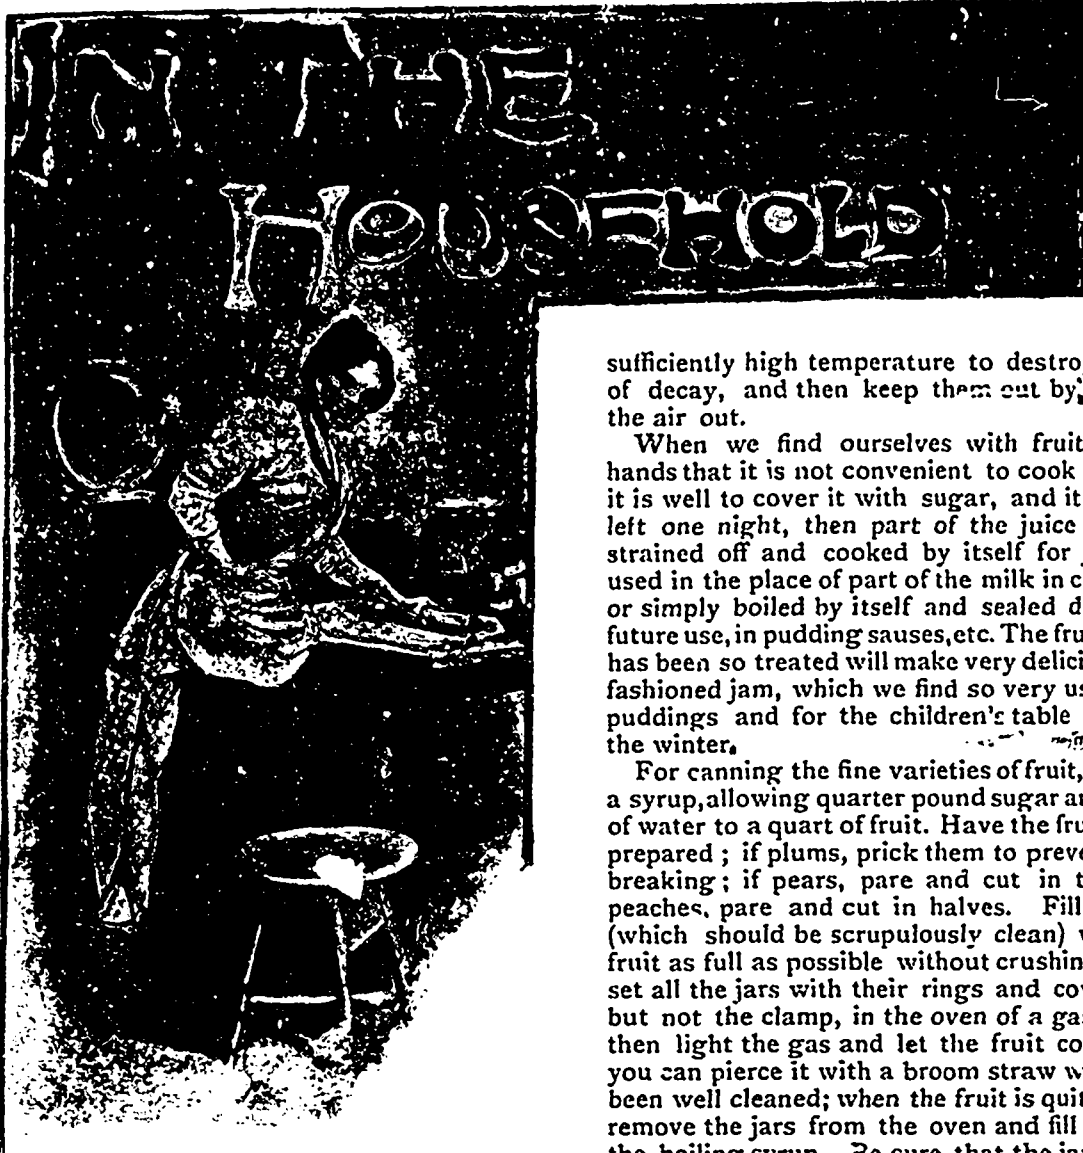 IN THE
HOUSEHOLD
sufficiently high temperature to destro
of decay, and then keep them out by
the air out.
When we find ourselves with fruit
hands that it is not convenient to cook
it is well to cover it with sugar, and it
left one night, then part of the juice
strained off and cooked by itself for
used in the place of part of the milk in c
or simply boiled by itself and sealed d
future use, in pudding sauses, etc. The fru
has been so treated will make very delici
fashioned jam, which we find so very us
puddings and for the children's table
the winter.
For canning the fine varieties of fruit,
a syrup, allowing quarter pound sugar an
of water to a quart of fruit. Have the fru
prepared ; if plums, prick them to preve
breaking ; if pears, pare and cut in t
peaches, pare and cut in halves. Fill
(which should be scrupulously clean)
fruit as full as possible without crushin
set all the jars with their rings and co
but not the clamp, in the oven of a ga
then light the gas and let the fruit co
you can pierce it with a broom straw w
been well cleaned; when the fruit is quit
remove the jars from the oven and fill
the boiling syrup. Be sure that the ja